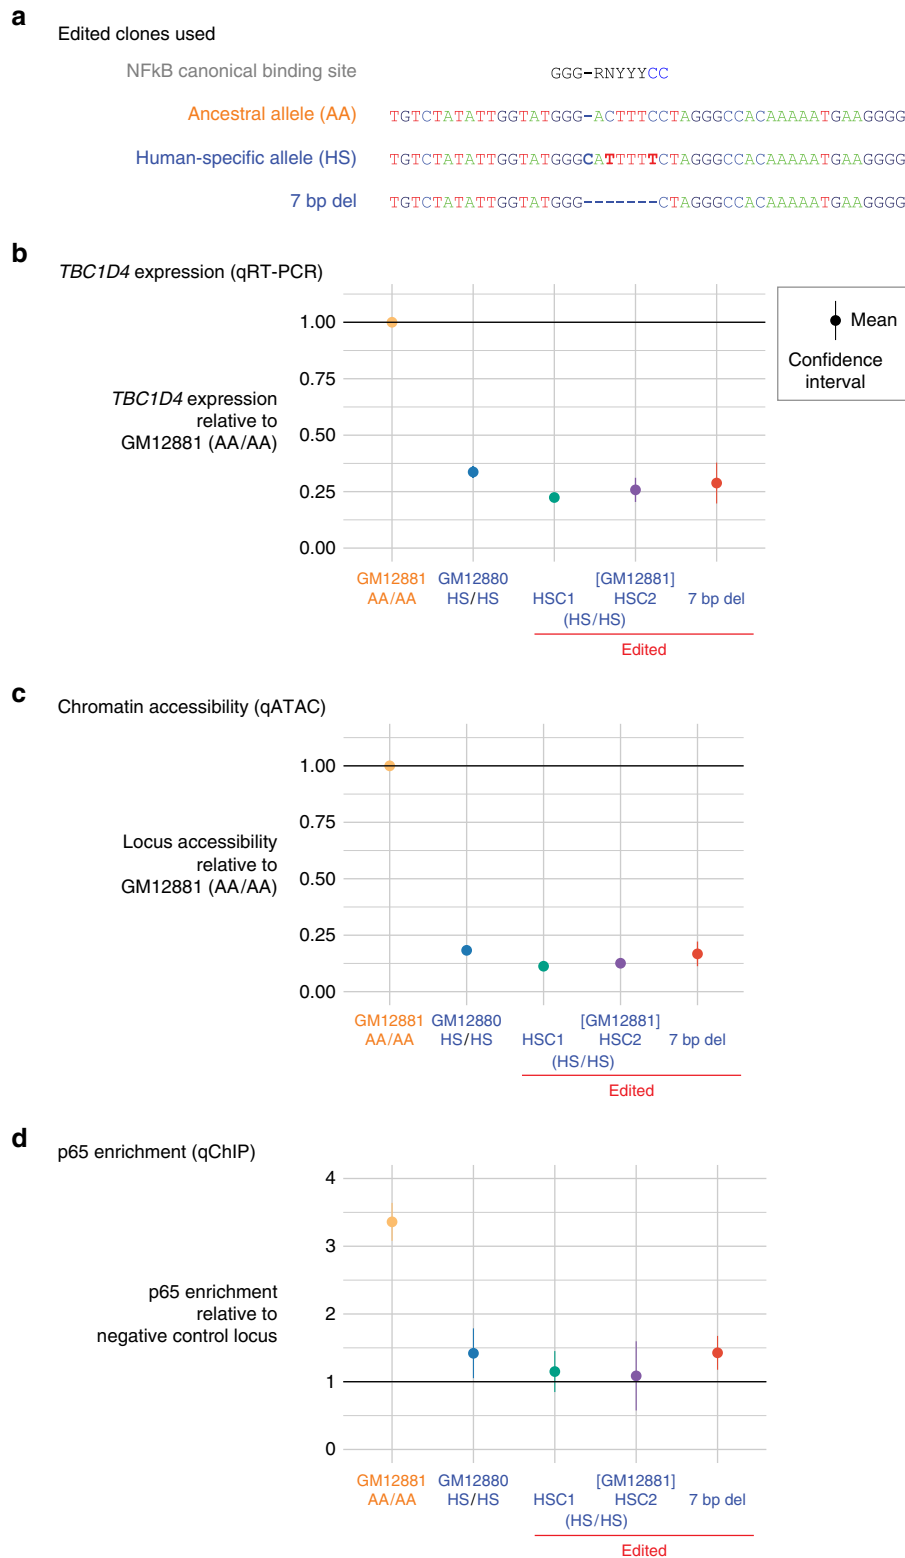 a
Edited clones used
NFkB canonical binding site GGG-RNYYYCC
Ancestral allele (AA) TGTCTATATTGGTATGGG-ACTTTCCTAGGGCCACAAAAATGAAGGGG
Human-specific allele (HS) TGTCTATATTGGTATGGGCATTTTTCTAGGGCCACAAAAATGAAGGGG
7 bp del TGTCTATATTGGTATGGG-------CTAGGGCCACAAAAATGAAGGGG
b
TBC1D4 expression (qRT-PCR)
TBC1D4 expression
relative to
GM12881 (AA/AA)
1.00
0.75
0.50
0.25
0.00
Mean
Confidence
interval
GM12881 GM12880 [GM12881]
AA/AA HS/HS HSC1 HSC2 7 bp del
(HS/HS)
Edited
c
Chromatin accessibility (qATAC)
Locus accessibility
relative to
GM12881 (AA/AA)
1.00
0.75
0.50
0.25
0.00
GM12881 GM12880 [GM12881]
AA/AA HS/HS HSC1 HSC2 7 bp del
(HS/HS)
Edited
d
p65 enrichment (qChIP)
p65 enrichment
relative to
negative control locus
4
3
2
1
0
GM12881 GM12880 [GM12881]
AA/AA HS/HS HSC1 HSC2 7 bp del
(HS/HS)
Edited